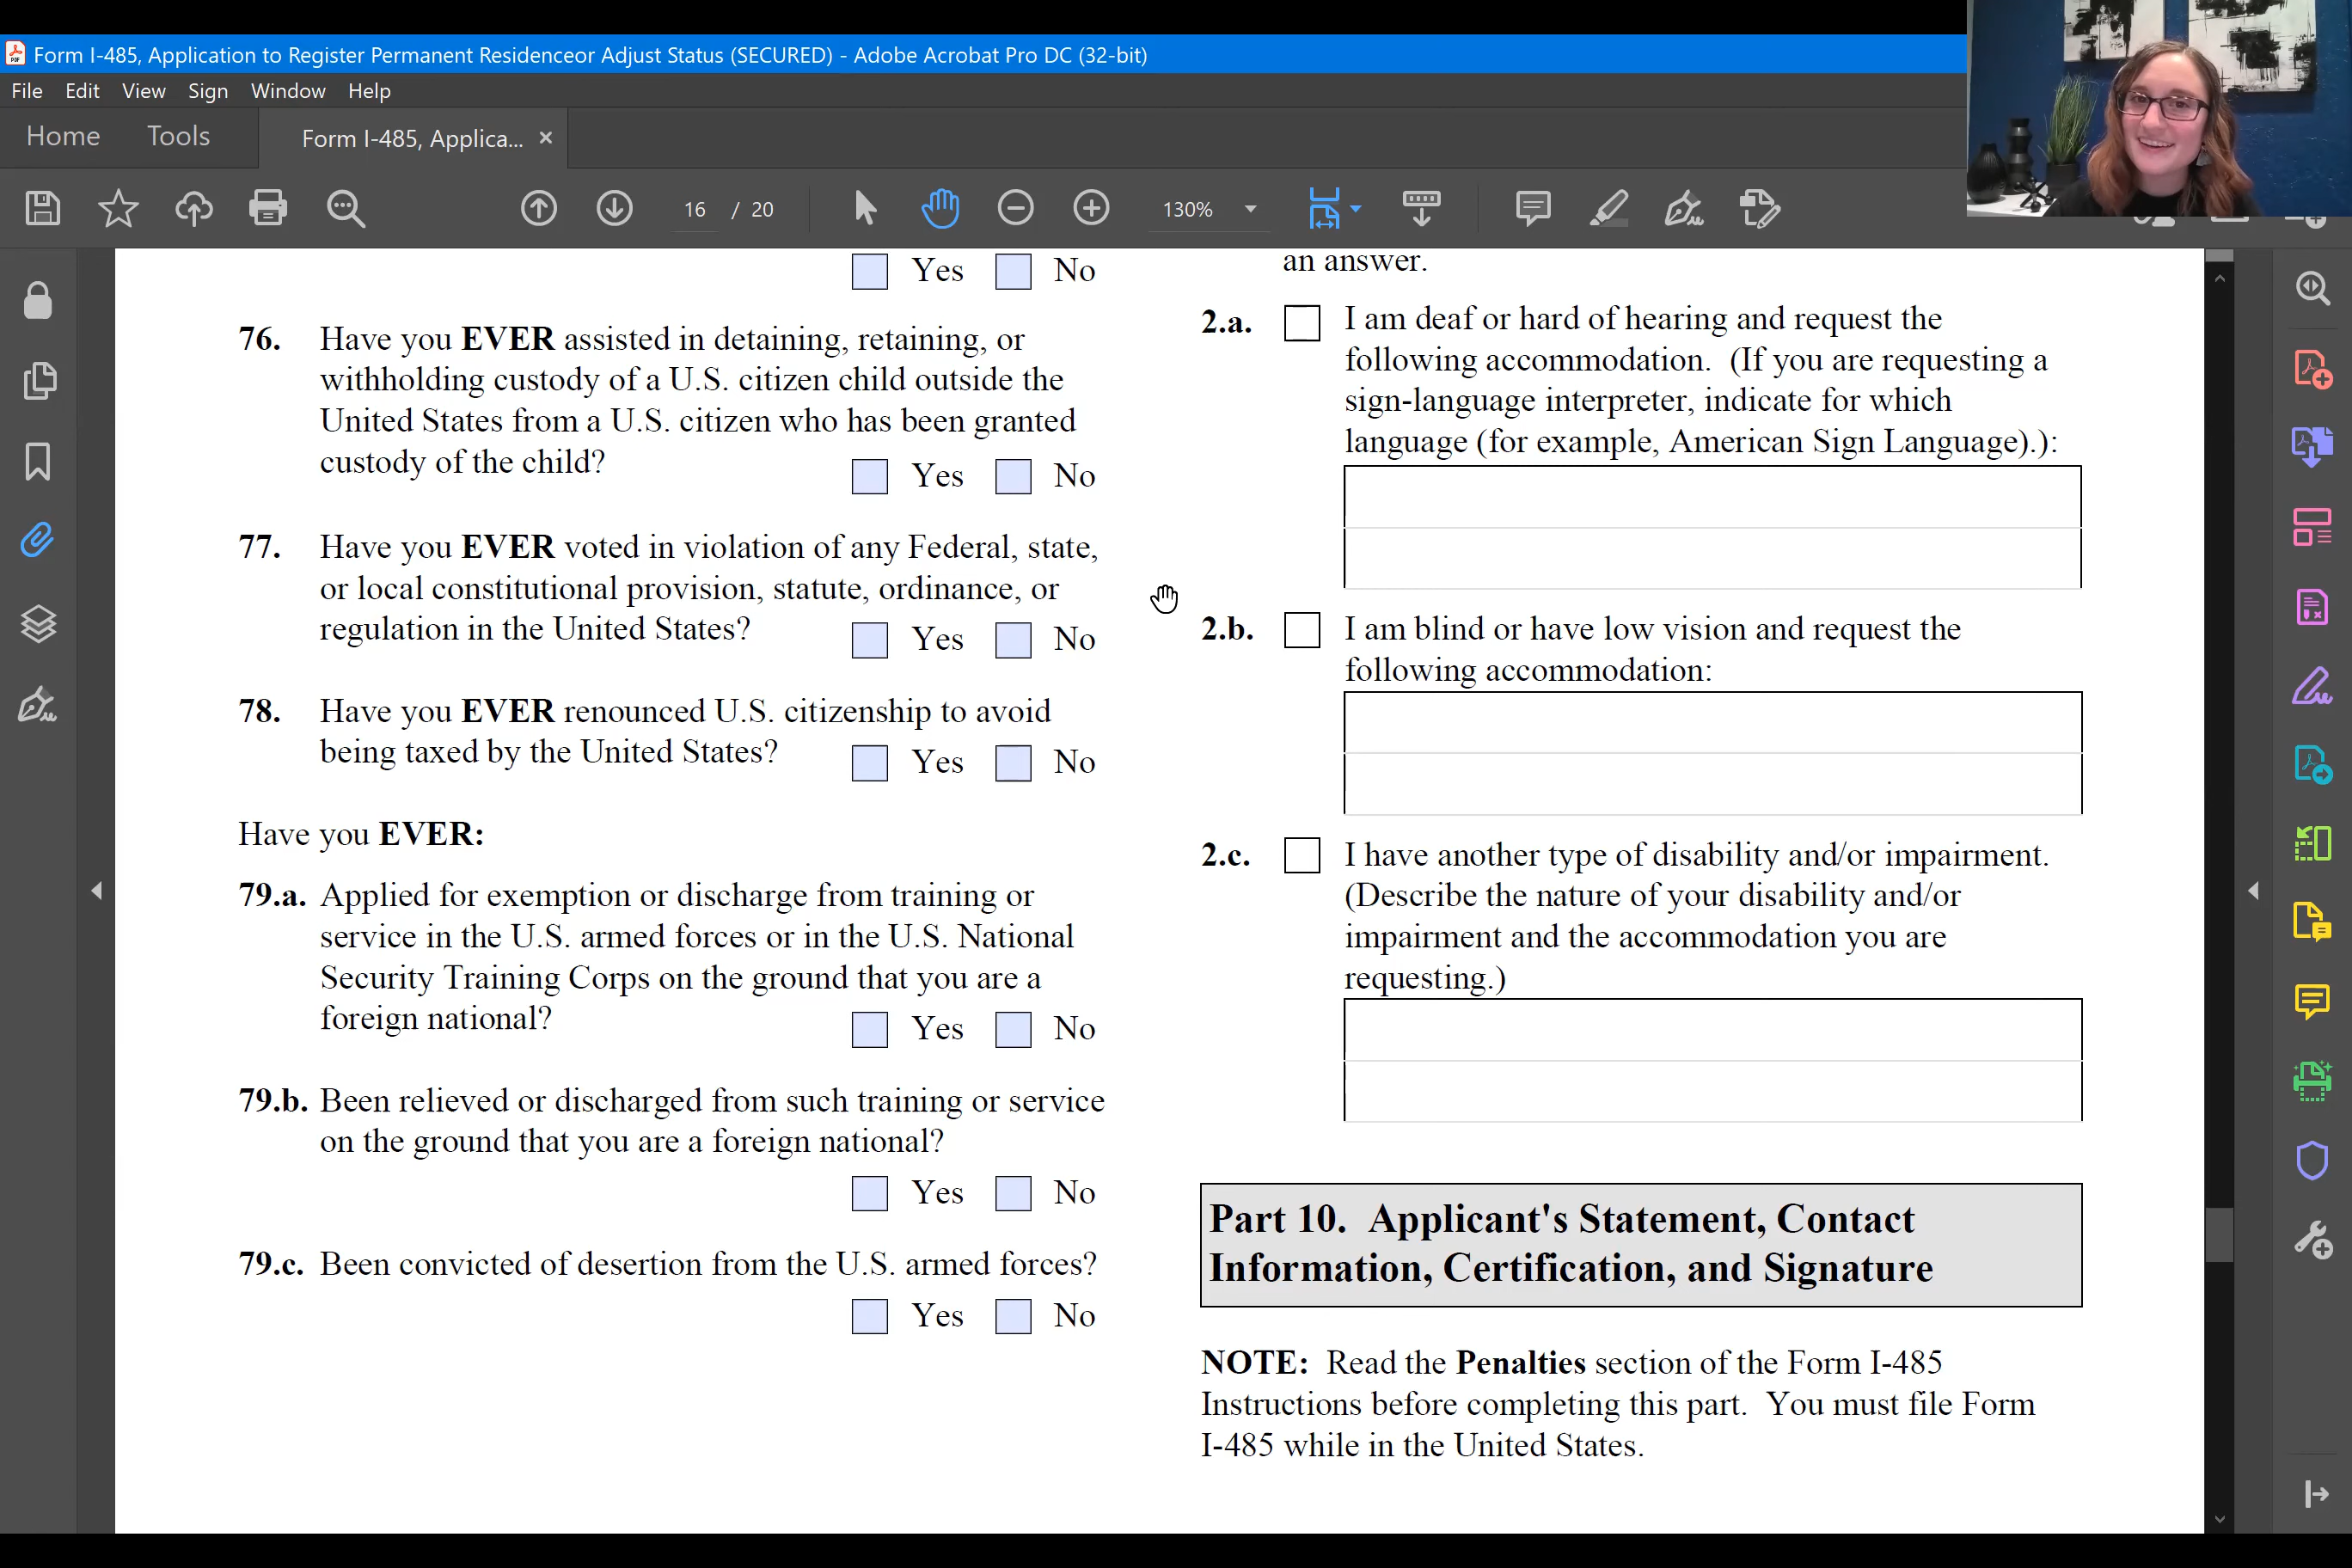 Form I-485, Application to Register Permanent Residenceor Adjust Status (SECURED) - Adobe Acrobat Pro DC (32-bit)
File Edit View Sign Window Help
Home Tools Form I-485, Applica... ×
16 / 20 130%
Yes No
76. Have you EVER assisted in detaining, retaining, or
withholding custody of a U.S. citizen child outside the
United States from a U.S. citizen who has been granted
custody of the child? Yes No
77. Have you EVER voted in violation of any Federal, state,
or local constitutional provision, statute, ordinance, or
regulation in the United States? Yes No
78. Have you EVER renounced U.S. citizenship to avoid
being taxed by the United States? Yes No
Have you EVER:
79.a. Applied for exemption or discharge from training or
service in the U.S. armed forces or in the U.S. National
Security Training Corps on the ground that you are a
foreign national? Yes No
79.b. Been relieved or discharged from such training or service
on the ground that you are a foreign national?
Yes No
79.c. Been convicted of desertion from the U.S. armed forces?
Yes No
an answer.
2.a. I am deaf or hard of hearing and request the
following accommodation. (If you are requesting a
sign-language interpreter, indicate for which
language (for example, American Sign Language).):
2.b. I am blind or have low vision and request the
following accommodation:
2.c. I have another type of disability and/or impairment.
(Describe the nature of your disability and/or
impairment and the accommodation you are
requesting.)
Part 10. Applicant's Statement, Contact
Information, Certification, and Signature
NOTE: Read the Penalties section of the Form I-485
Instructions before completing this part. You must file Form
I-485 while in the United States.